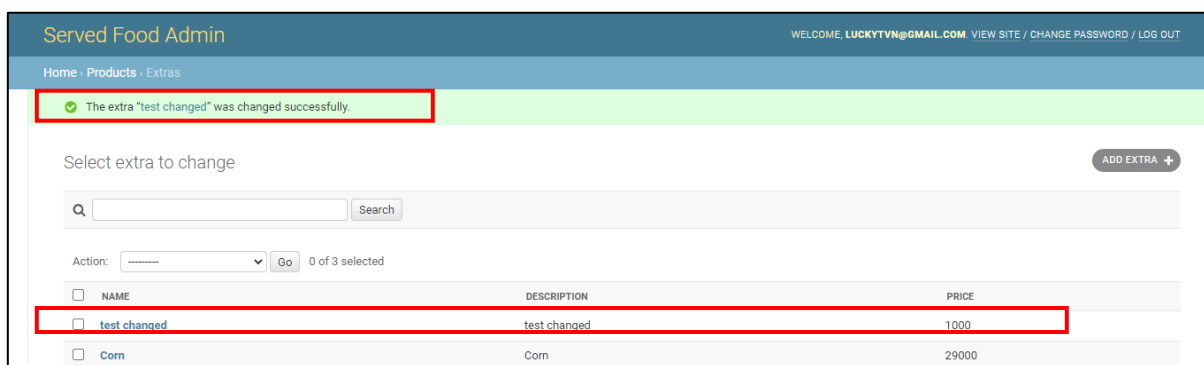 Served Food Admin
WELCOME, LUCKYTVN@GMAIL.COM. VIEW SITE / CHANGE PASSWORD / LOG OUT
Home › Products › Extras
The extra “test changed” was changed successfully.
Select extra to change
ADD EXTRA +
Search
Action: --------- Go 0 of 3 selected
NAME DESCRIPTION PRICE
test changed test changed 1000
Corn Corn 29000